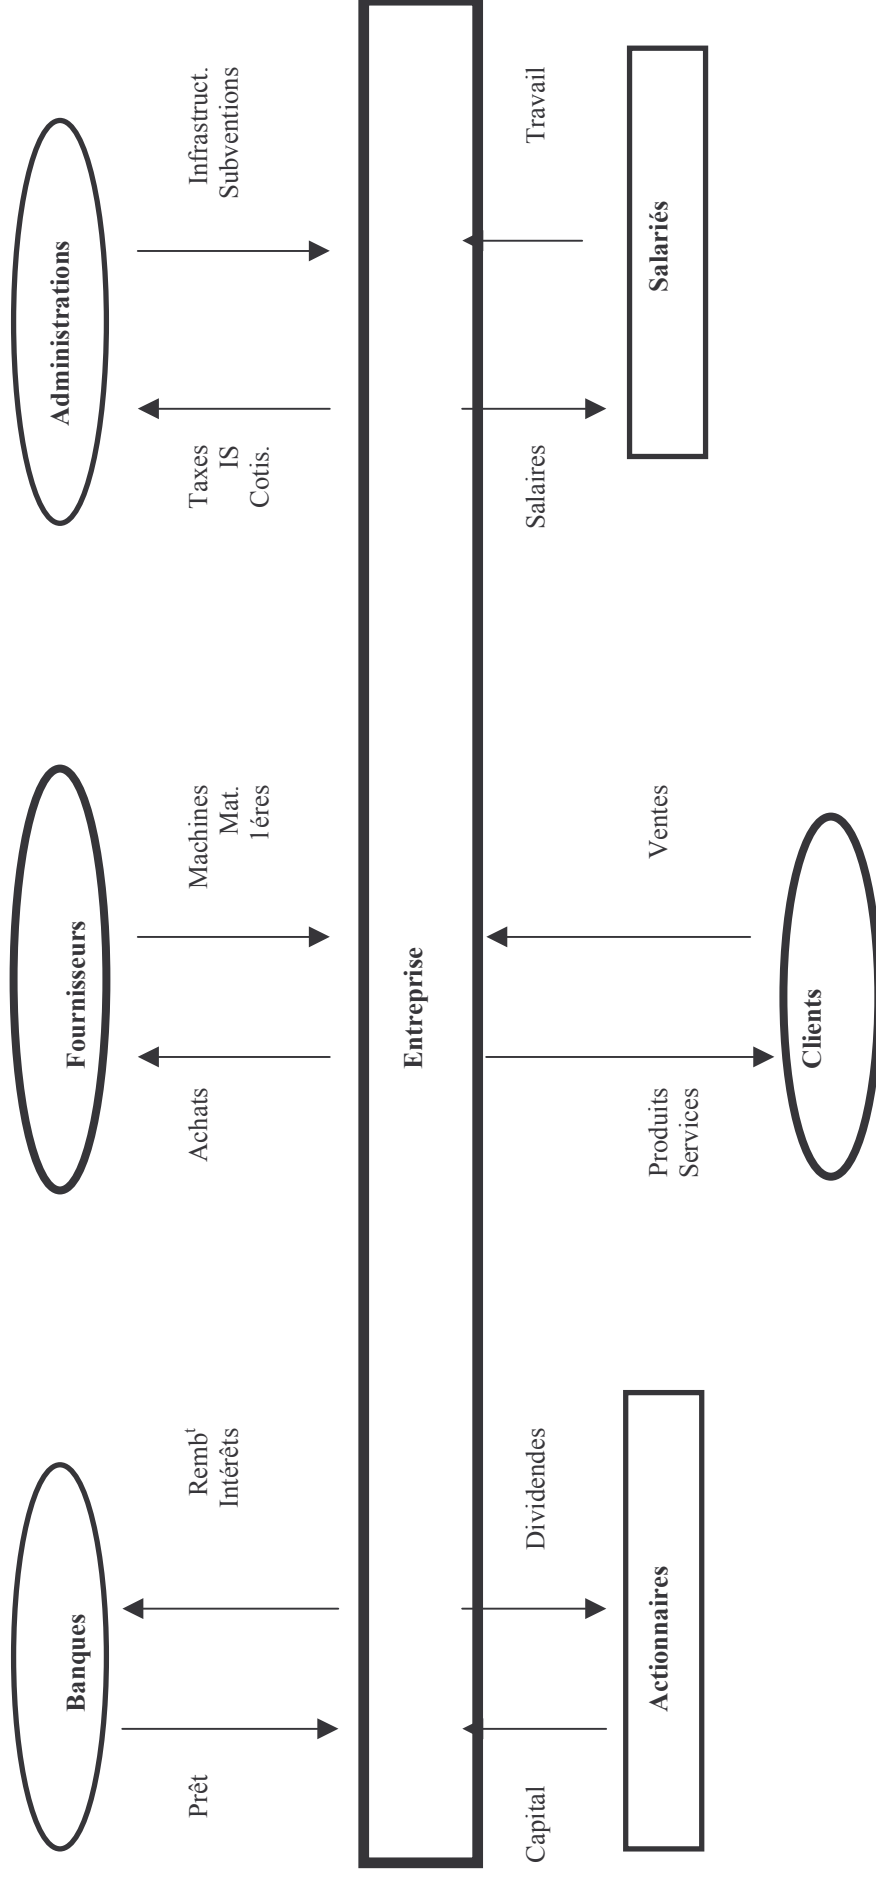 Banques
Fournisseurs
Administrations
Prêt
Rembᵗ
Intérêts
Achats
Machines
Mat.
1éres
Taxes
IS
Cotis.
Infrastruct.
Subventions
Entreprise
Capital
Dividendes
Salaires
Travail
Produits
Services
Ventes
Actionnaires
Salariés
Clients